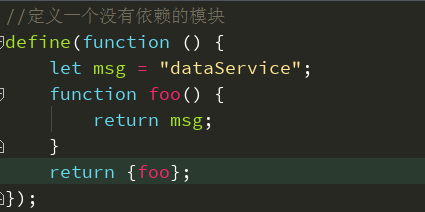 //定义一个没有依赖的模块
define(function () {
    let msg = "dataService";
    function foo() {
        return msg;
    }
    return {foo};
});